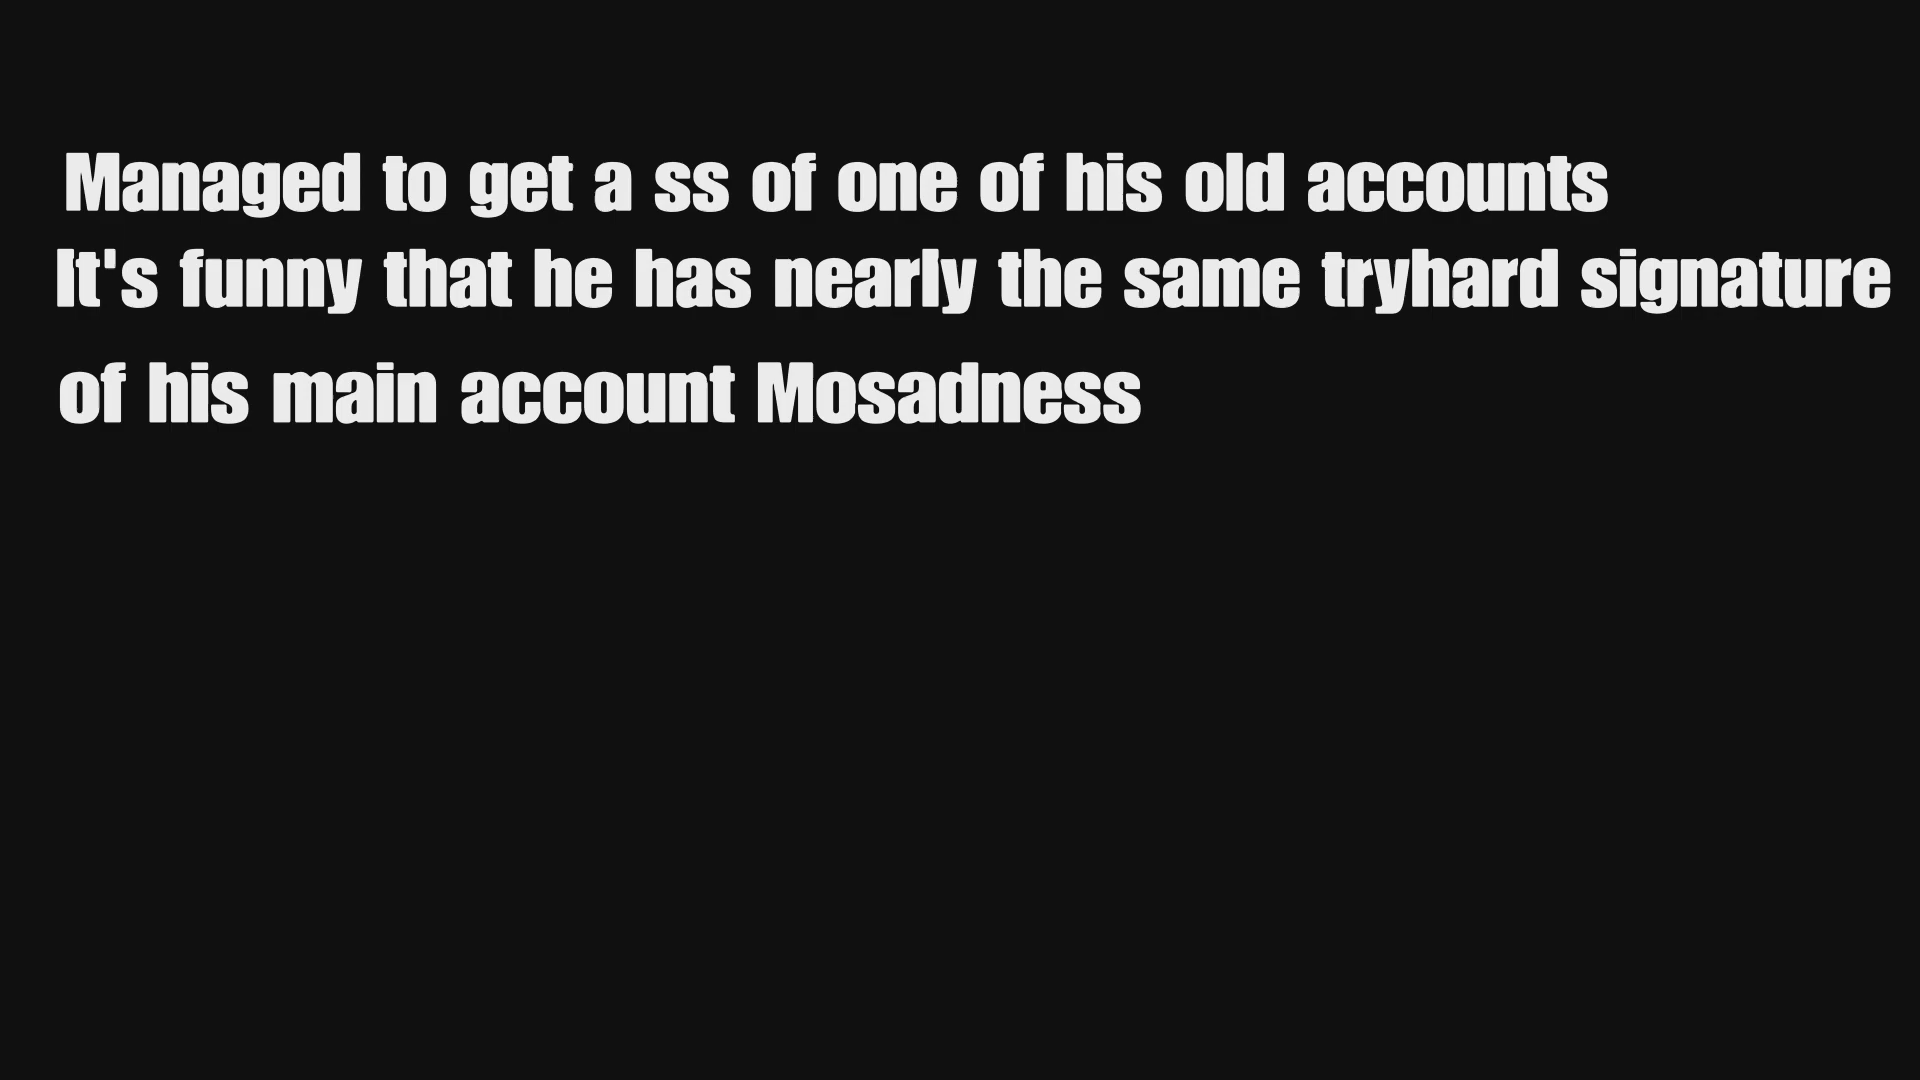 Managed to get a ss of one of his old accounts
It's funny that he has nearly the same tryhard signature
of his main account Mosadness